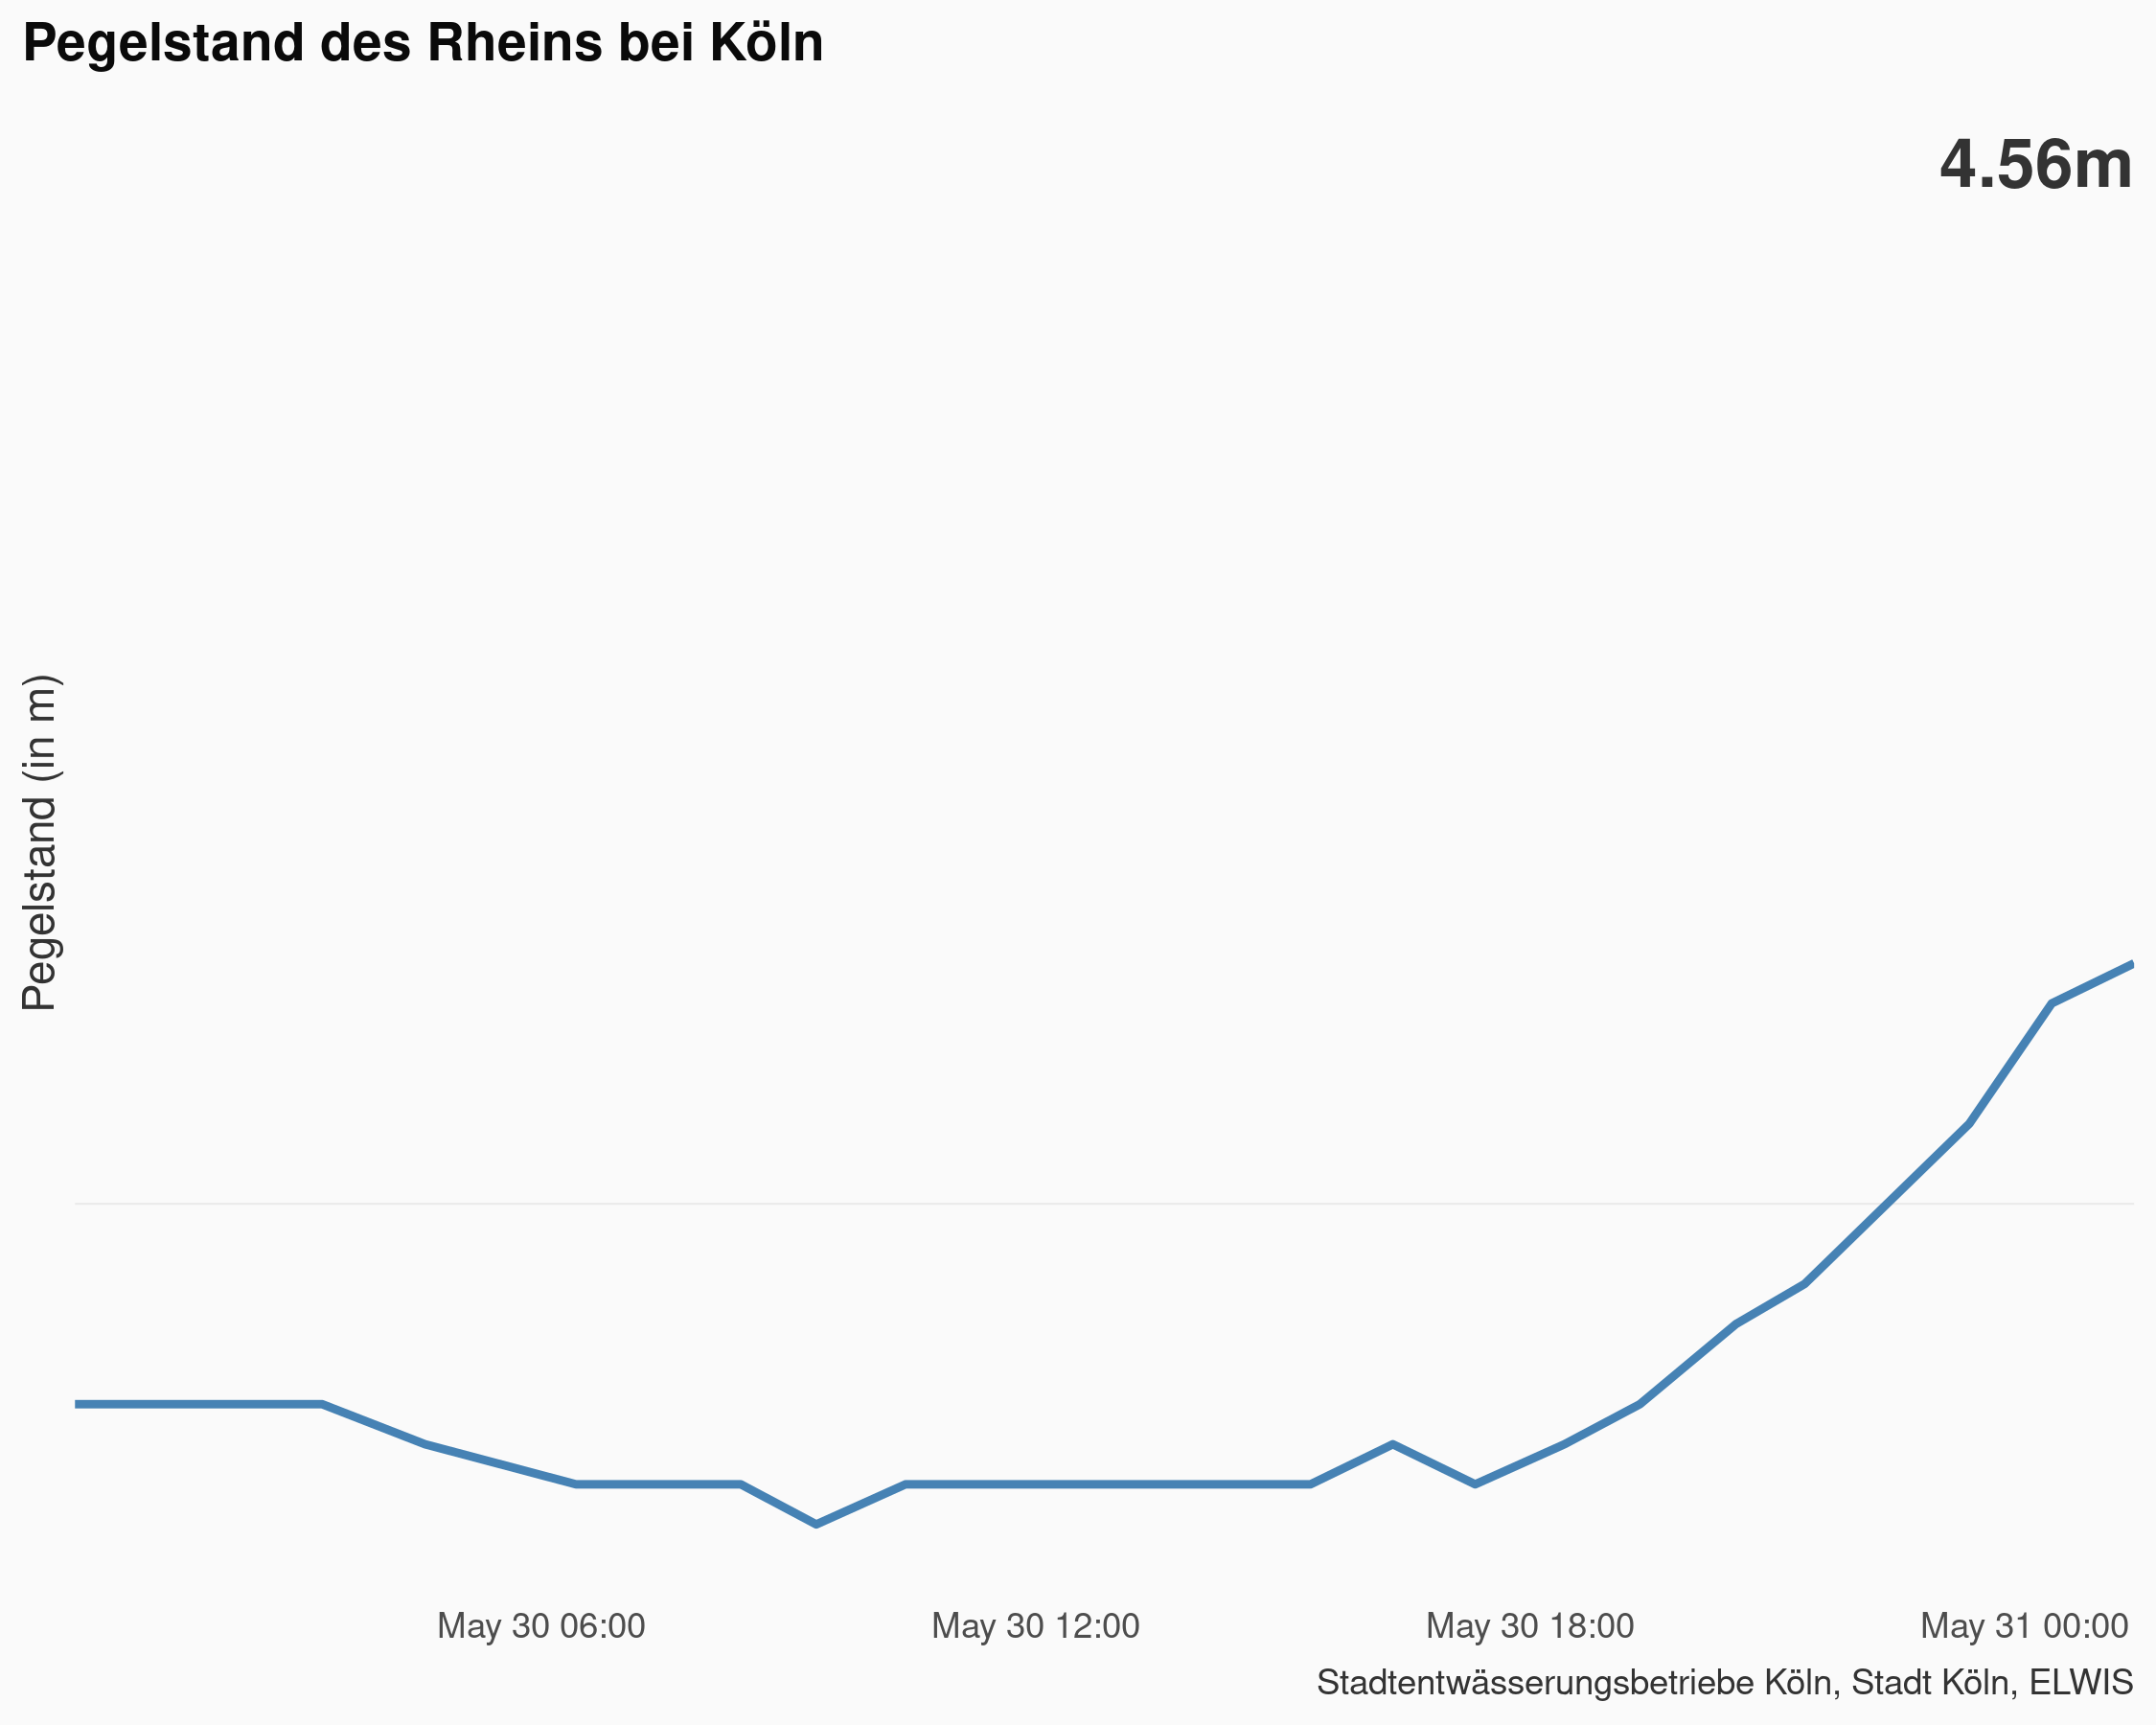 Pegelstand des Rheins bei Köln
4.56m
Pegelstand (in m)
May 30 06:00
May 30 12:00
May 30 18:00
May 31 00:00
Stadtentwässerungsbetriebe Köln, Stadt Köln, ELWIS